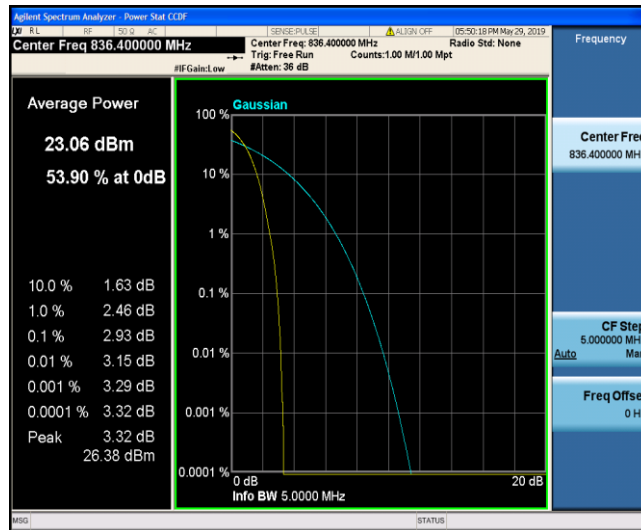 Agilent Spectrum Analyzer - Power Stat CCDF
RL RF 50 Ω AC SENSE:PULSE ALIGN OFF 05:50:18 PM May 29, 2019
Center Freq 836.400000 MHz
Center Freq: 836.400000 MHz Radio Std: None
Trig: Free Run Counts:1.00 M/1.00 Mpt
#IFGain:Low #Atten: 36 dB
Frequency
Average Power
23.06 dBm
53.90 % at 0dB
10.0 % 1.63 dB
1.0 % 2.46 dB
0.1 % 2.93 dB
0.01 % 3.15 dB
0.001 % 3.29 dB
0.0001 % 3.32 dB
Peak 3.32 dB
26.38 dBm
Gaussian
100 %
10 %
1 %
0.1 %
0.01 %
0.001 %
0.0001 %
0 dB 20 dB
Info BW 5.0000 MHz
Center Fre
836.400000 MH
CF Step
5.000000 MH
Auto Ma
Freq Offse
0 H
MSG STATUS